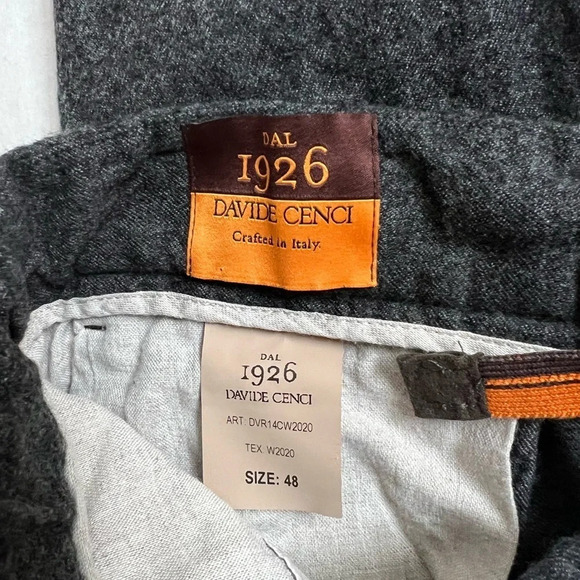 DAL
1926
DAVIDE CENCI
Crafted in Italy.
DAL
1926
DAVIDE CENCI
ART: DVR14CW2020
TEX. W2020
SIZE: 48